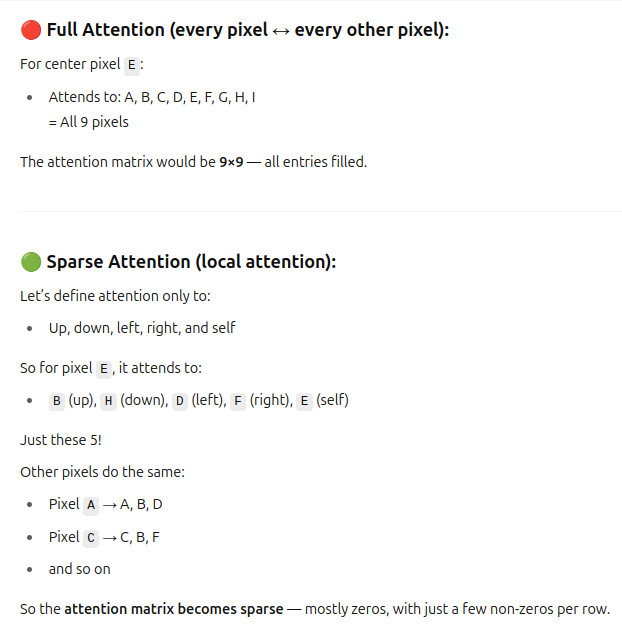 🔴 Full Attention (every pixel ↔ every other pixel):
For center pixel E :
• Attends to: A, B, C, D, E, F, G, H, I
= All 9 pixels
The attention matrix would be 9×9 — all entries filled.
🟢 Sparse Attention (local attention):
Let’s define attention only to:
• Up, down, left, right, and self
So for pixel E , it attends to:
• B (up), H (down), D (left), F (right), E (self)
Just these 5!
Other pixels do the same:
• Pixel A → A, B, D
• Pixel C → C, B, F
• and so on
So the attention matrix becomes sparse — mostly zeros, with just a few non-zeros per row.